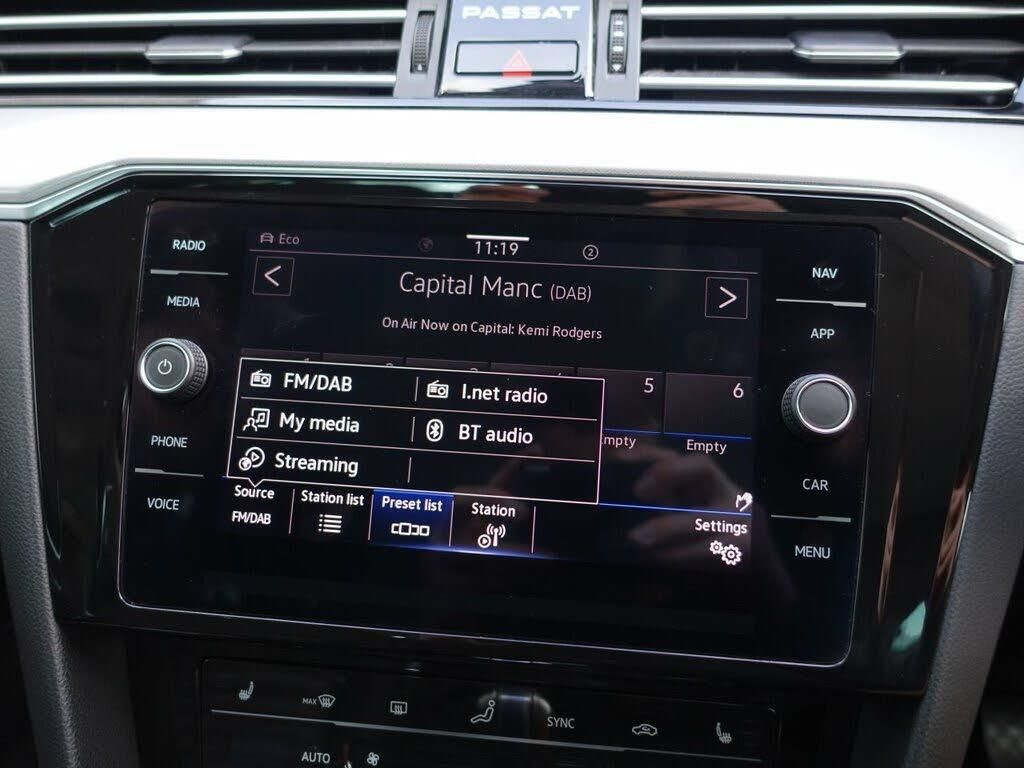 PASSAT
RADIO
MEDIA
PHONE
VOICE
Eco
11:19
2
Capital Manc (DAB)
On Air Now on Capital: Kemi Rodgers
5
6
Empty
FM/DAB
I.net radio
My media
BT audio
Streaming
Source
FM/DAB
Station list
Preset list
Station
Settings
NAV
APP
CAR
MENU
MAX
SYNC
AUTO